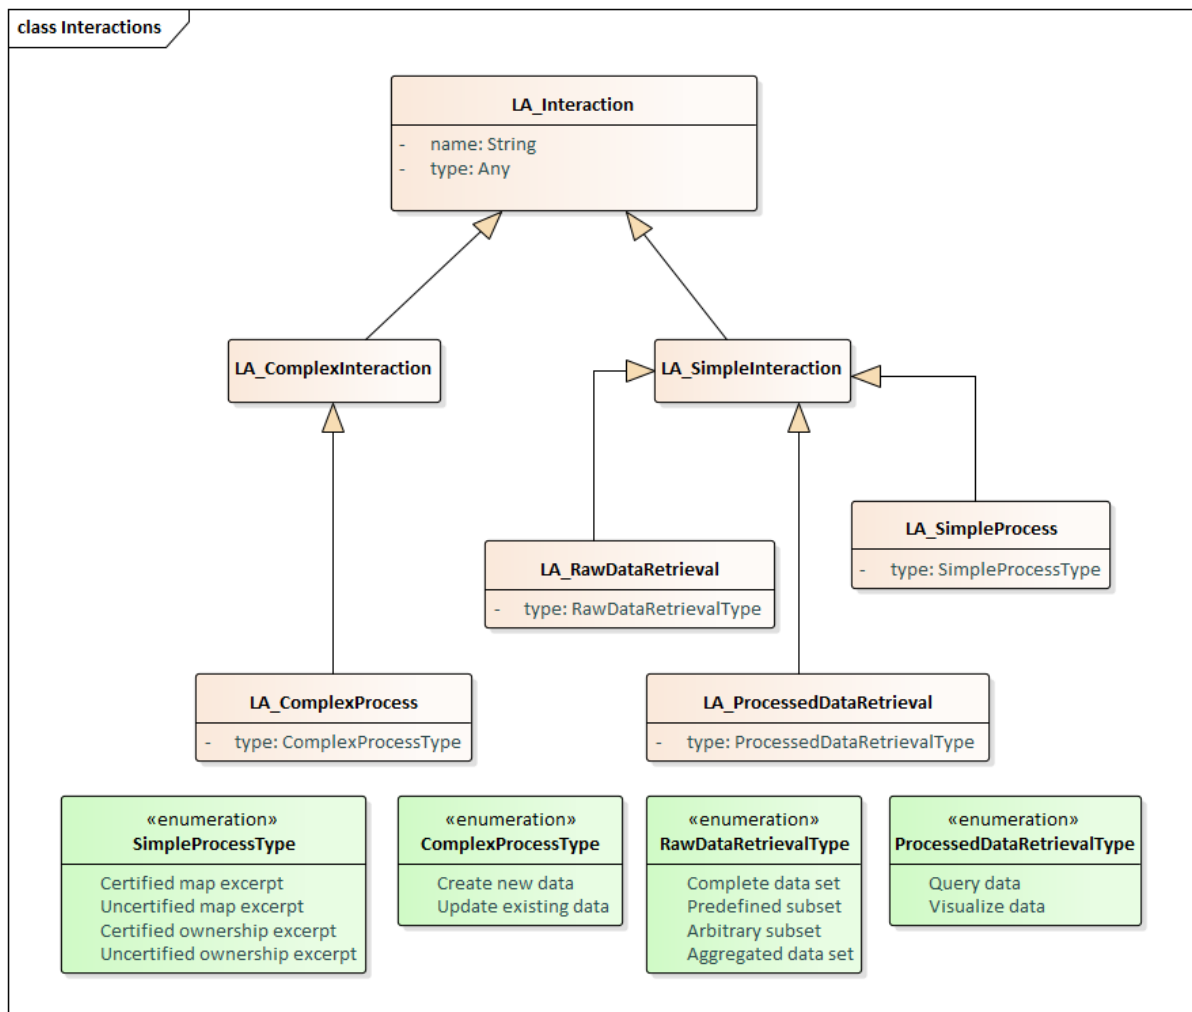 class Interactions
LA_Interaction
- name: String
- type: Any
LA_ComplexInteraction
LA_SimpleInteraction
LA_SimpleProcess
- type: SimpleProcessType
LA_RawDataRetrieval
- type: RawDataRetrievalType
LA_ComplexProcess
- type: ComplexProcessType
LA_ProcessedDataRetrieval
- type: ProcessedDataRetrievalType
«enumeration»
SimpleProcessType
Certified map excerpt
Uncertified map excerpt
Certified ownership excerpt
Uncertified ownership excerpt
«enumeration»
ComplexProcessType
Create new data
Update existing data
«enumeration»
RawDataRetrievalType
Complete data set
Predefined subset
Arbitrary subset
Aggregated data set
«enumeration»
ProcessedDataRetrievalType
Query data
Visualize data